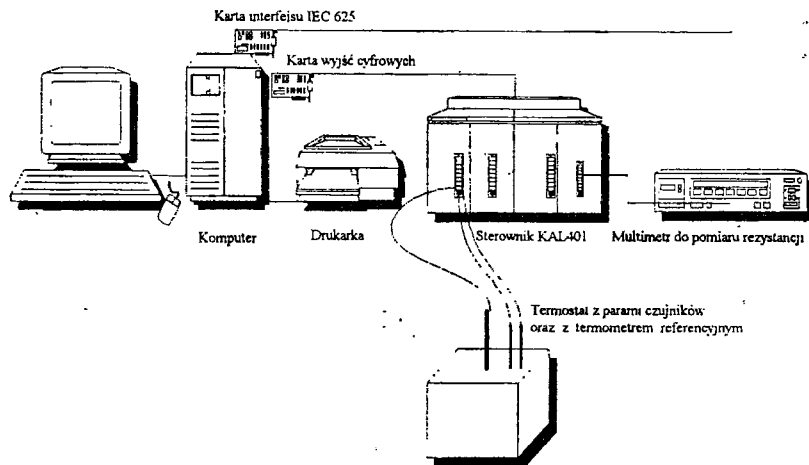 Karta interfejsu IEC 625
Karta wyjść cyfrowych
Komputer
Drukarka
Sterownik KAL401
Multimetr do pomiaru rezystancji
Termostat z parami czujników
oraz z termometrem referencyjnym